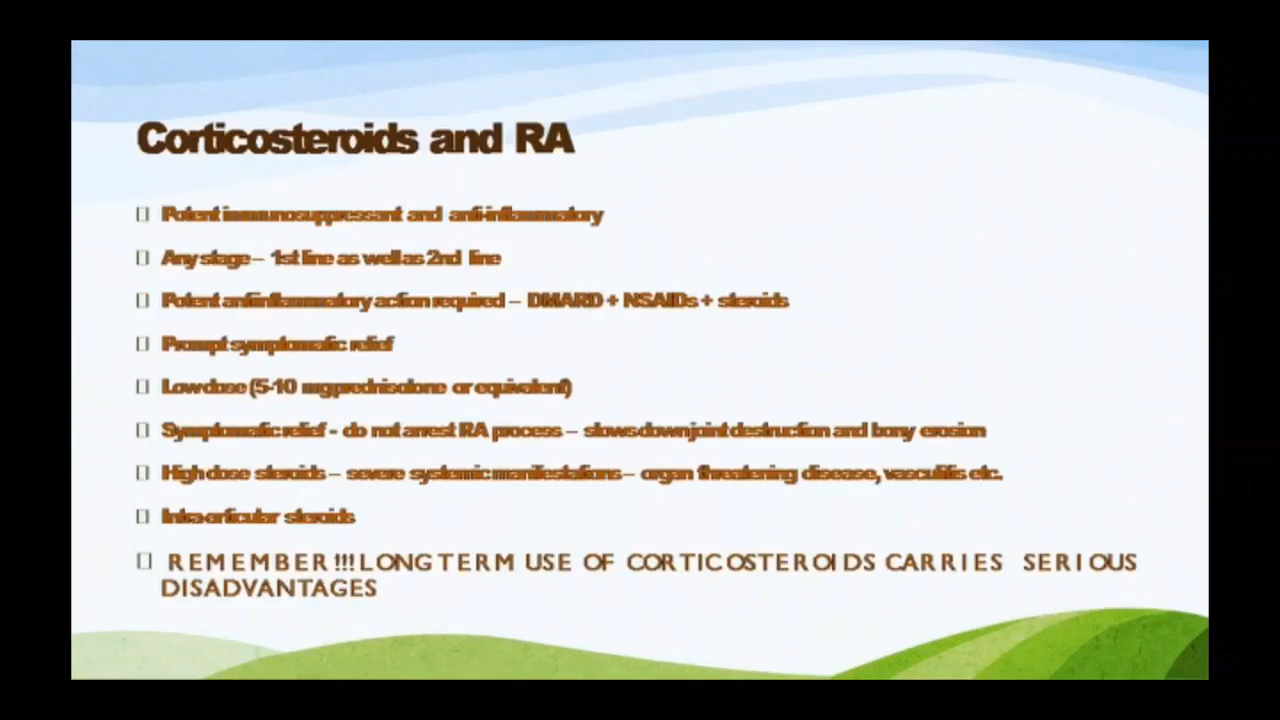 Corticosteroids and RA
Potent immunosuppressant and anti-inflammatory
Any stage – 1st line as well as 2nd line
Potent antiinflammatory action required – DMARD + NSAIDs + steroids
Prompt symptomatic relief
Low dose (5-10 mg prednisolone or equivalent)
Symptomatic relief - do not arrest RA process – slows down joint destruction and bony erosion
High dose steroids – severe systemic manifestations – organ threatening disease, vasculitis etc.
Intra-articular steroids
REMEMBER!!! LONG TERM USE OF CORTICOSTEROIDS CARRIES SERIOUS
DISADVANTAGES